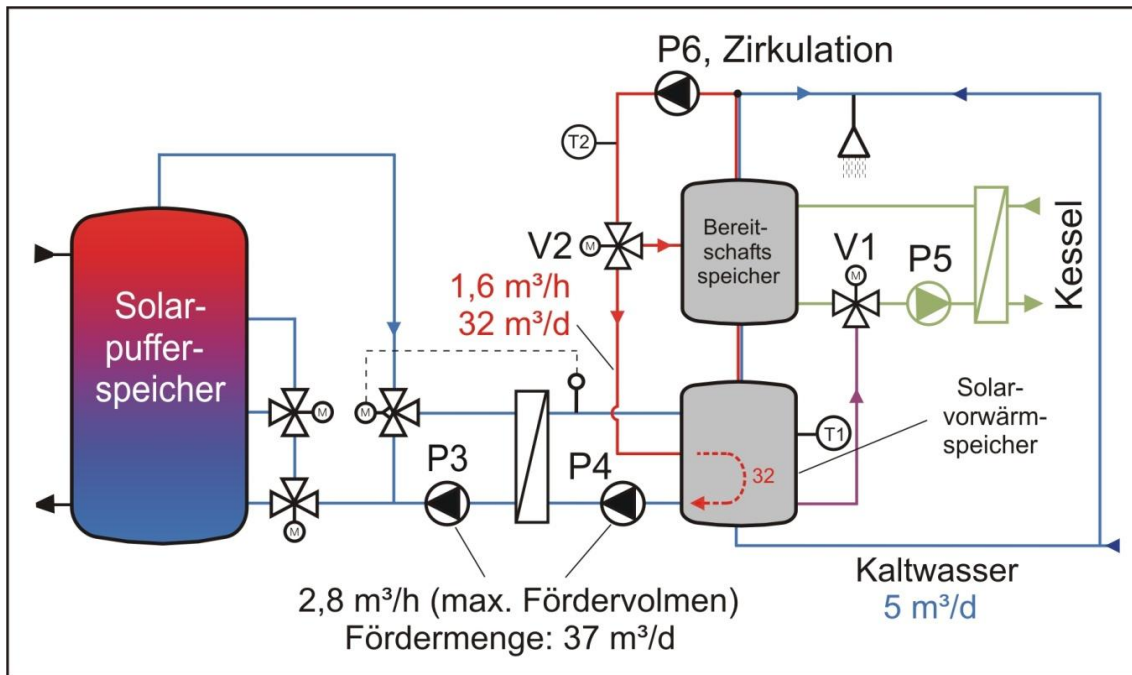 P6, Zirkulation
T2
Bereit-
schafts
speicher
V2
M
V1
M
P5
Kessel
1,6 m³/h
32 m³/d
Solar-
puffer-
speicher
M
M
M
Solar-
vorwärm-
speicher
T1
32
P3
P4
2,8 m³/h (max. Fördervolmen)
Fördermenge: 37 m³/d
Kaltwasser
5 m³/d